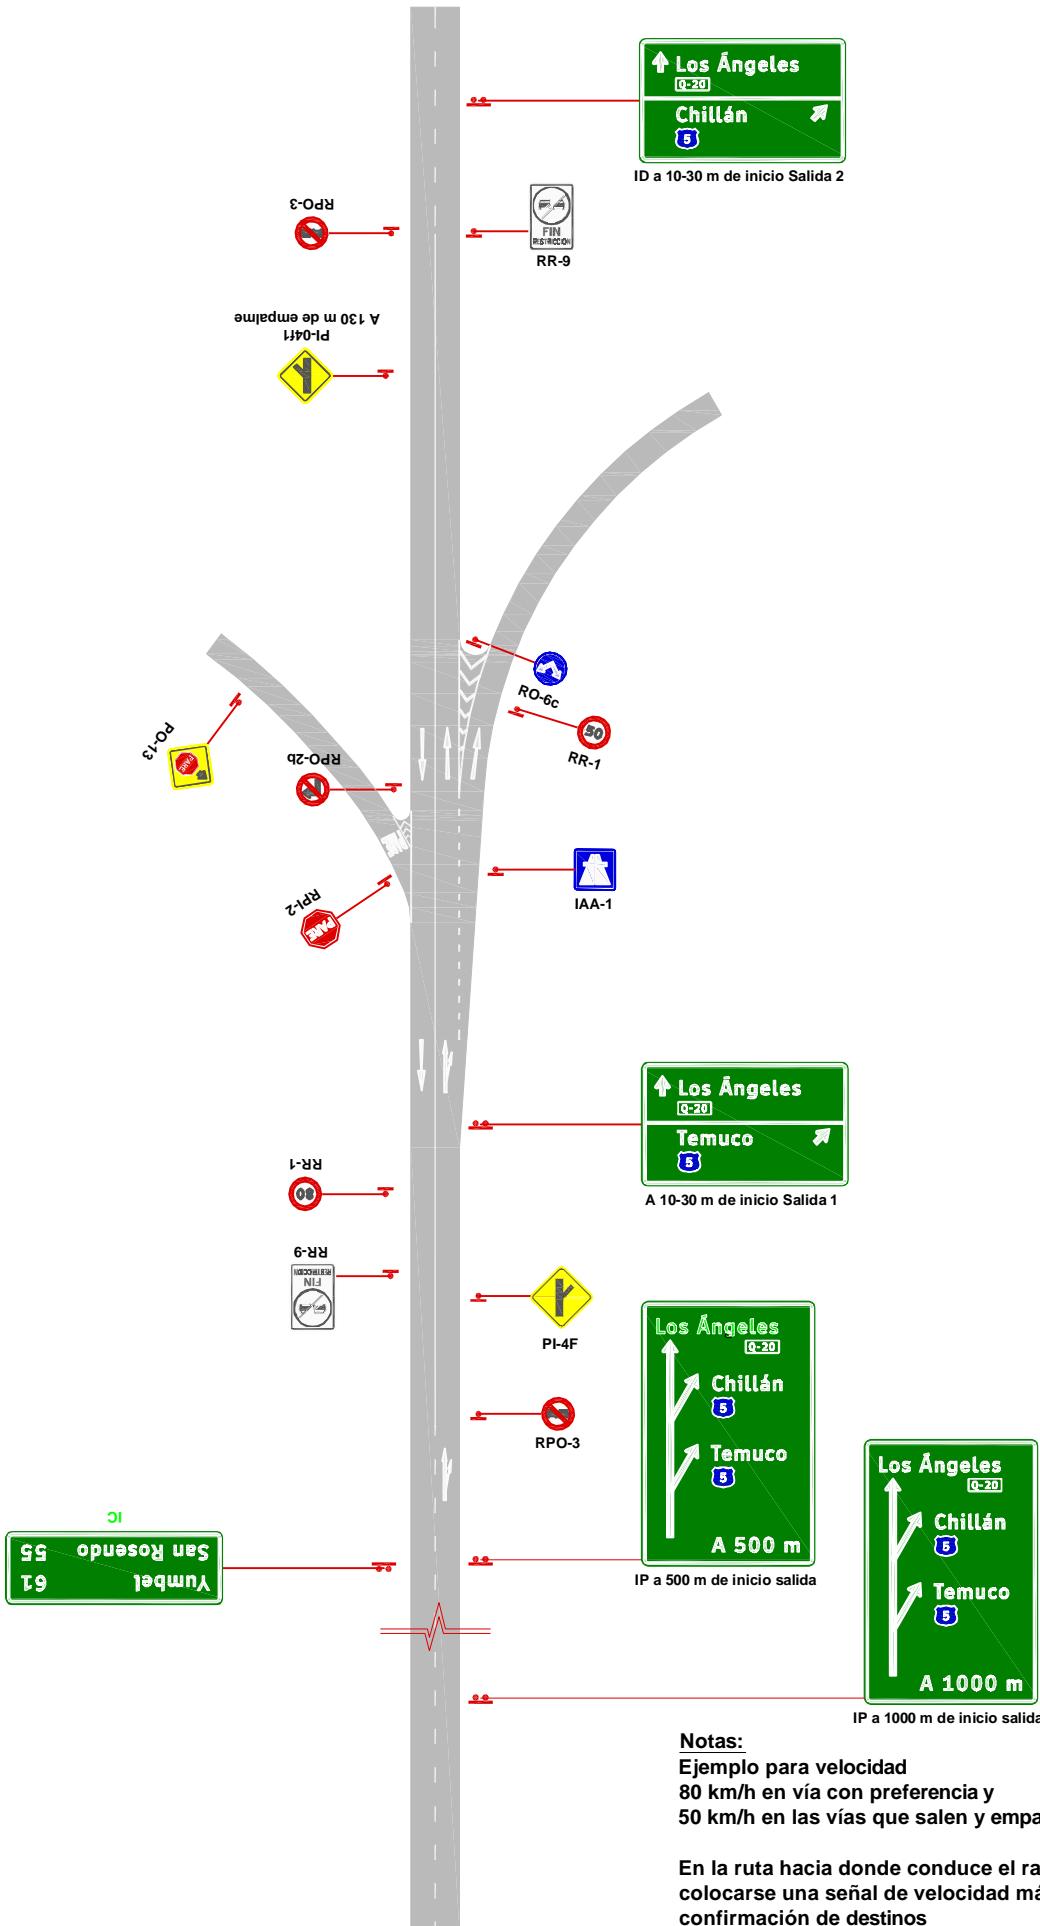 Los Ángeles
Q-20
Chillán
5
ID a 10-30 m de inicio Salida 2
RPO-3
FIN
RESTRICCION
RR-9
A 130 m de empalme
PI-04f1
RO-6c
50
RR-1
PO-13
PARE
RPO-2b
PARE
IAA-1
RPI-2
PARE
Los Ángeles
Q-20
Temuco
5
A 10-30 m de inicio Salida 1
RR-1
80
RR-9
FIN
RESTRICCION
PI-4F
RPO-3
Los Ángeles
Q-20
Chillán
5
Temuco
5
A 500 m
IP a 500 m de inicio salida
Los Ángeles
Q-20
Chillán
5
Temuco
5
A 1000 m
IP a 1000 m de inicio salida
IC
Yumbel 61
San Rosendo 55
Notas:
Ejemplo para velocidad
80 km/h en vía con preferencia y
50 km/h en las vías que salen y empa
En la ruta hacia donde conduce el ra
colocarse una señal de velocidad má
confirmación de destinos